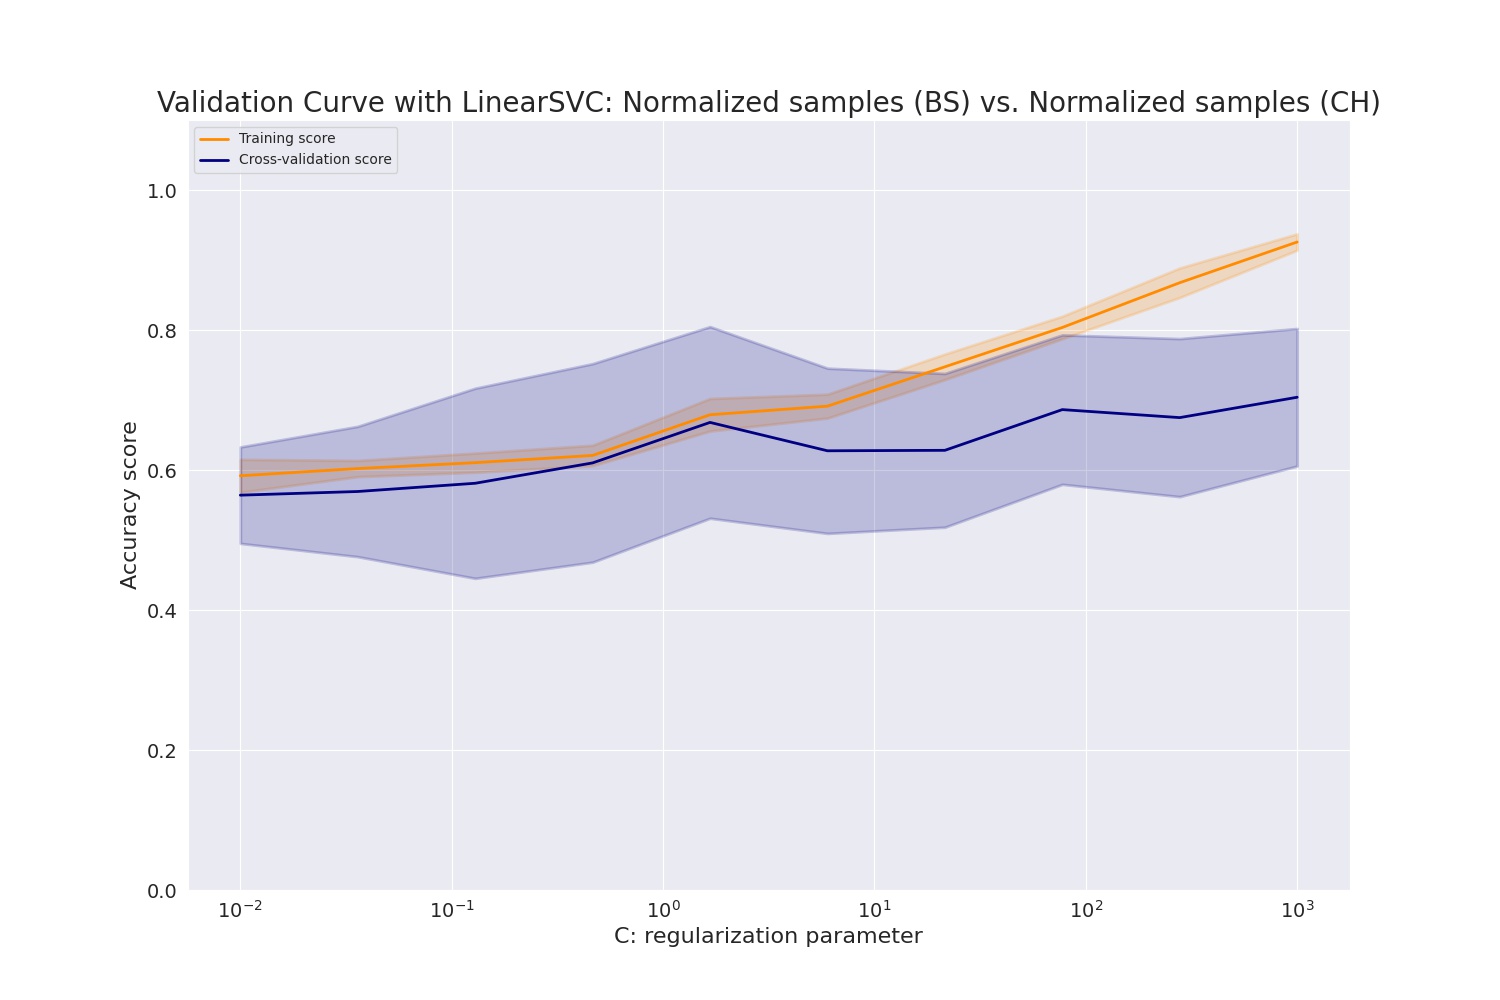 Validation Curve with LinearSVC: Normalized samples (BS) vs. Normalized samples (CH)
Training score
Cross-validation score
1.0
0.8
0.6
0.4
0.2
0.0
Accuracy score
10⁻²
10⁻¹
10⁰
10¹
10²
10³
C: regularization parameter